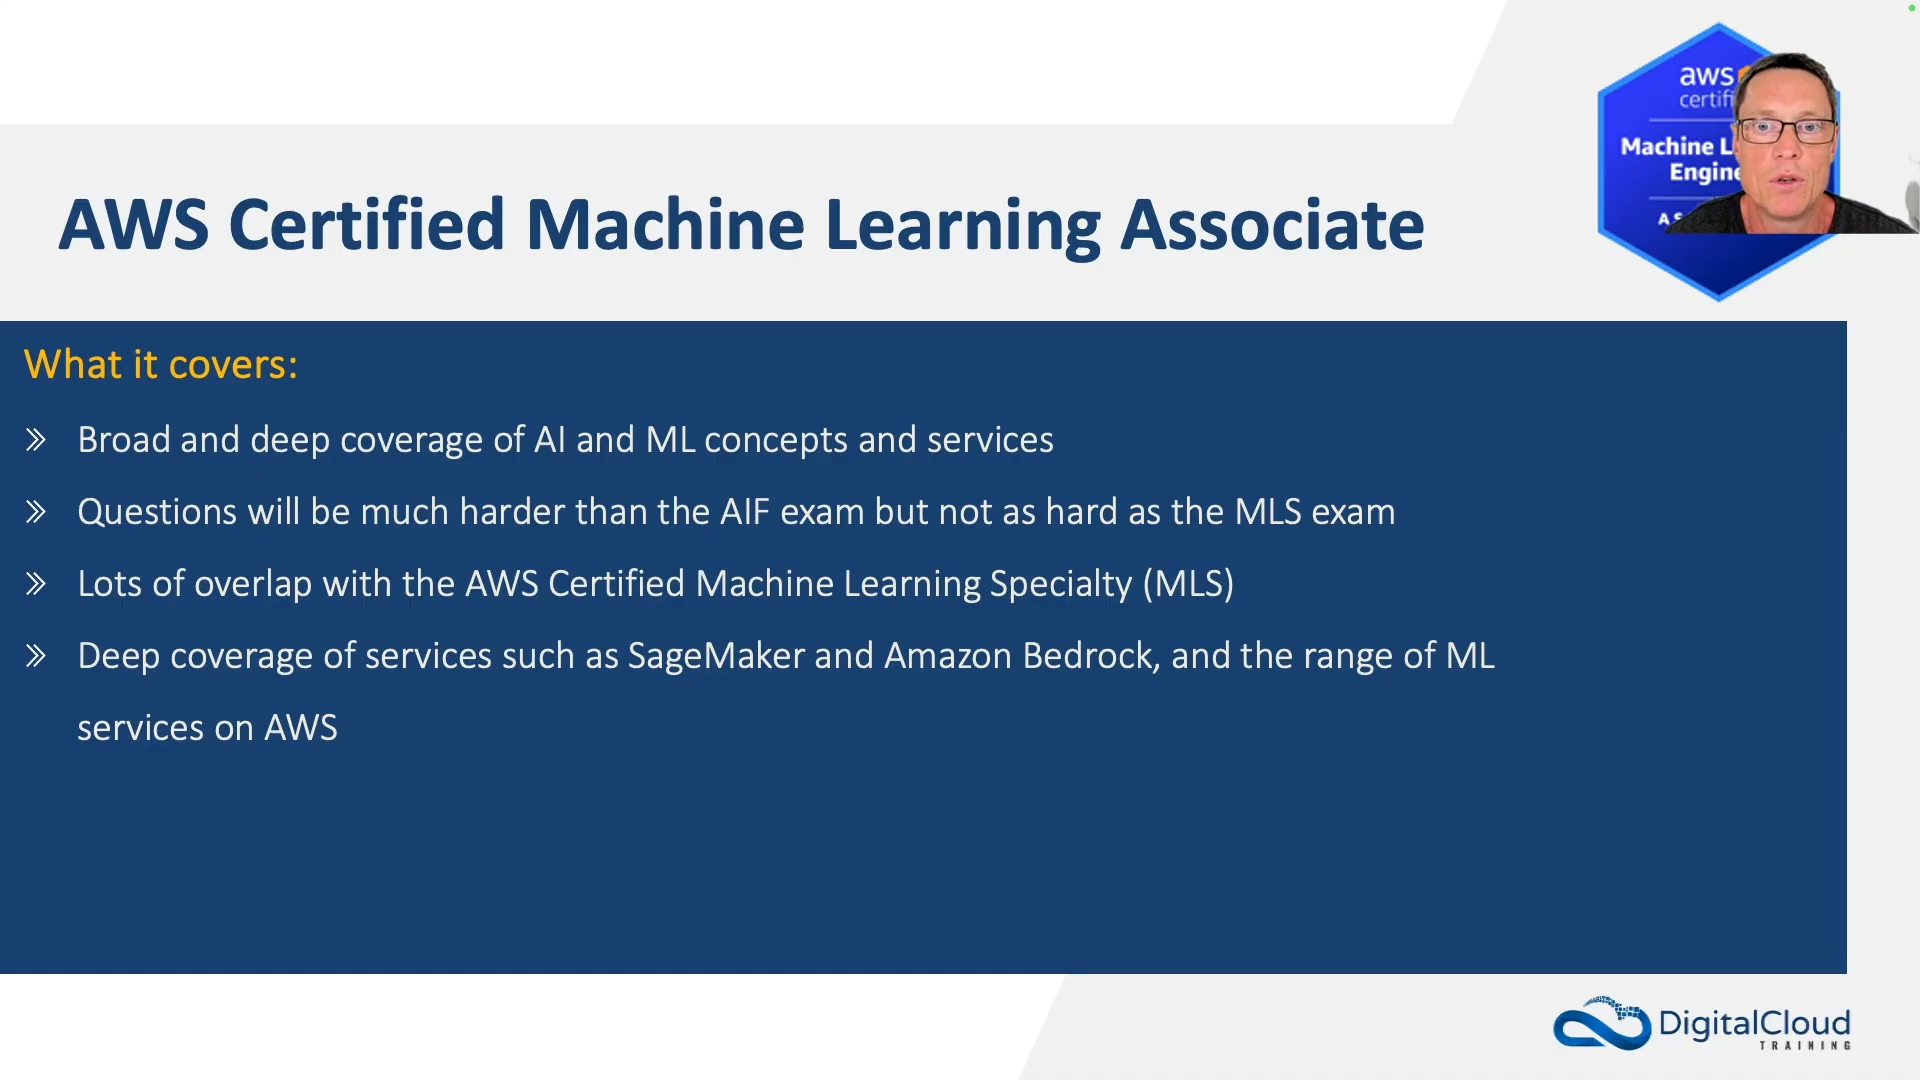 aws
Machine
AWS Certified Machine Learning Associate
What it covers:
» Broad and deep coverage of AI and ML concepts and services
» Questions will be much harder than the AIF exam but not as hard as the MLS exam
» Lots of overlap with the AWS Certified Machine Learning Specialty (MLS)
» Deep coverage of services such as SageMaker and Amazon Bedrock, and the range of ML
services on AWS
DigitalCloud
TRAINING